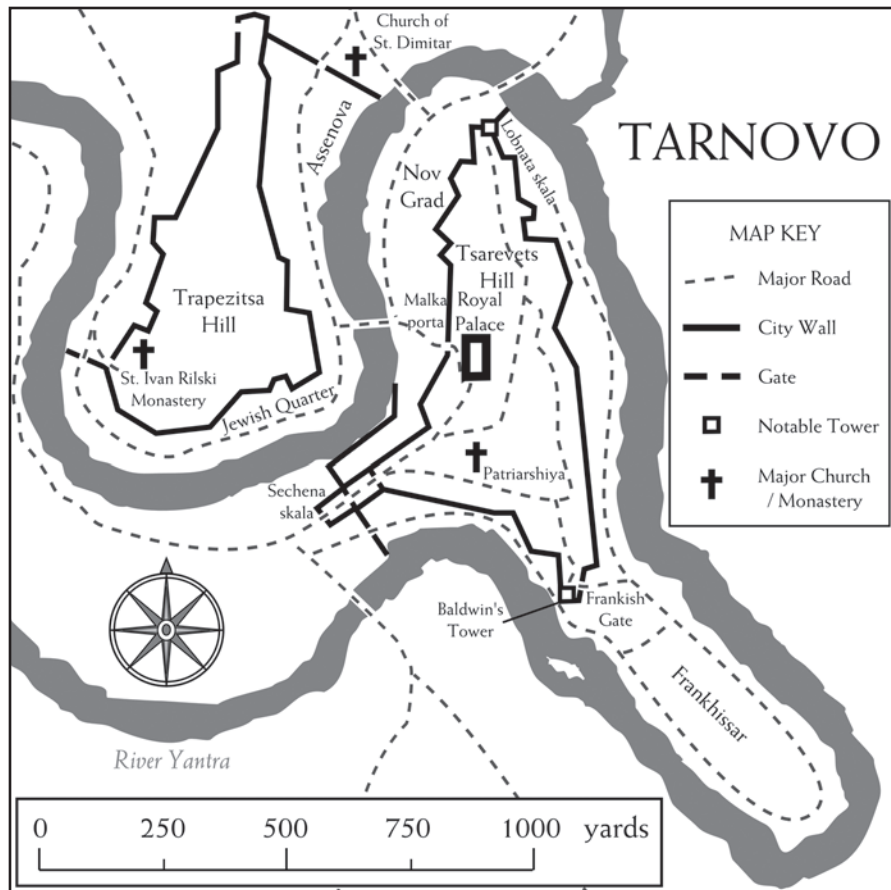 TARNOVO
Church of
St. Dimitar
Assenova
Lobnata skala
Nov
Grad
Tsarevets
Hill
Trapezitsa
Hill
Malka
porta
Royal
Palace
St. Ivan Rilski
Monastery
Jewish Quarter
Patriarshiya
Sechena
skala
Baldwin's
Tower
Frankish
Gate
Frankhissar
River Yantra
MAP KEY
Major Road
City Wall
Gate
Notable Tower
Major Church
/ Monastery
0 250 500 750 1000 yards